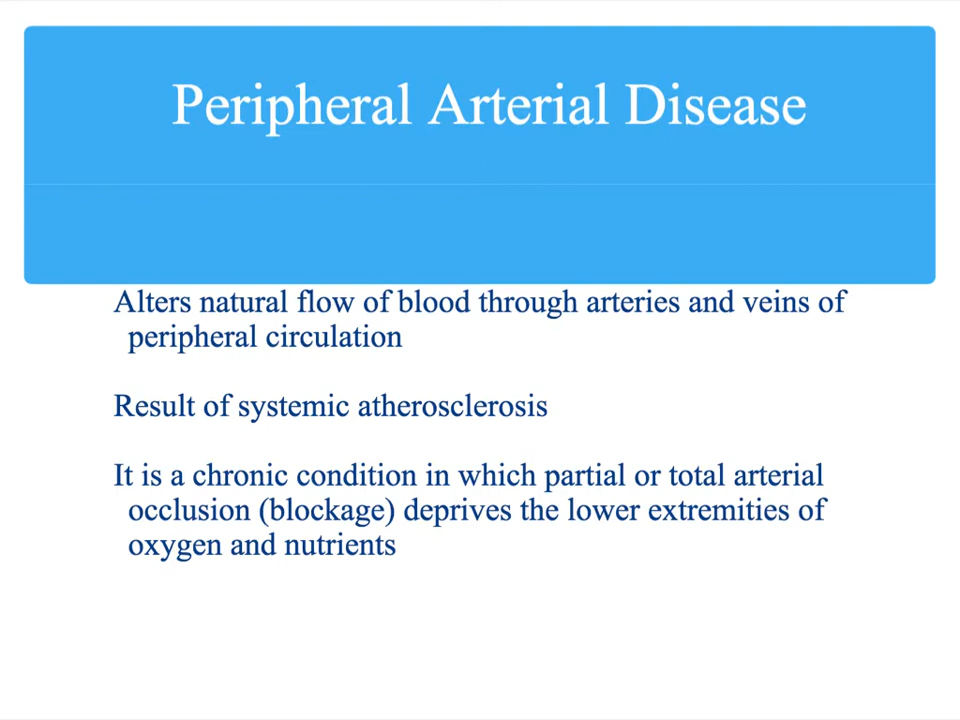 Peripheral Arterial Disease
Alters natural flow of blood through arteries and veins of
peripheral circulation
Result of systemic atherosclerosis
It is a chronic condition in which partial or total arterial
occlusion (blockage) deprives the lower extremities of
oxygen and nutrients